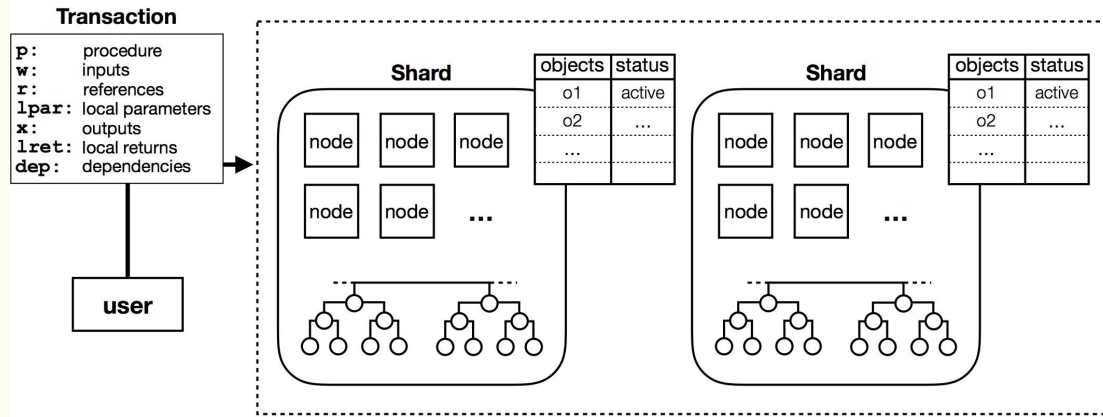 Transaction
p: procedure
w: inputs
r: references
lpar: local parameters
x: outputs
lret: local returns
dep: dependencies
user
Shard
objects status
o1 active
o2 ...
...
node node node
node node ...
Shard
objects status
o1 active
o2 ...
...
node node node
node node ...